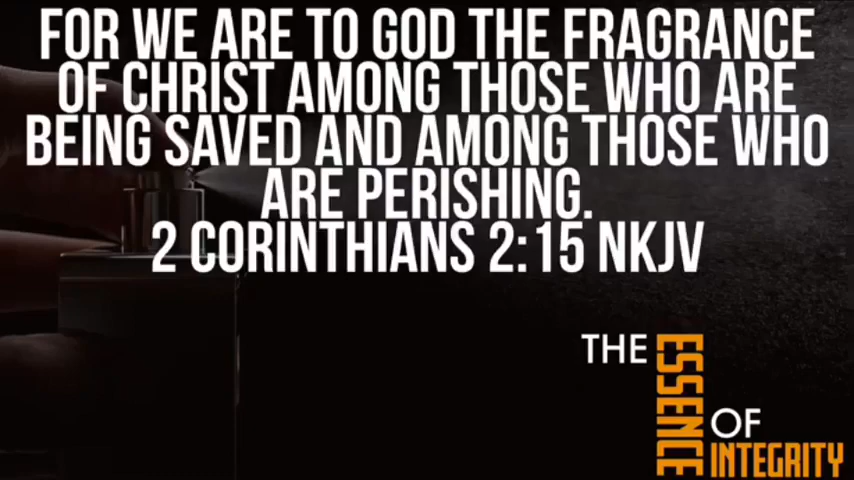 FOR WE ARE TO GOD THE FRAGRANCE
OF CHRIST AMONG THOSE WHO ARE
BEING SAVED AND AMONG THOSE WHO
ARE PERISHING.
2 CORINTHIANS 2:15 NKJV
THE
ESSENCE
OF
INTEGRITY